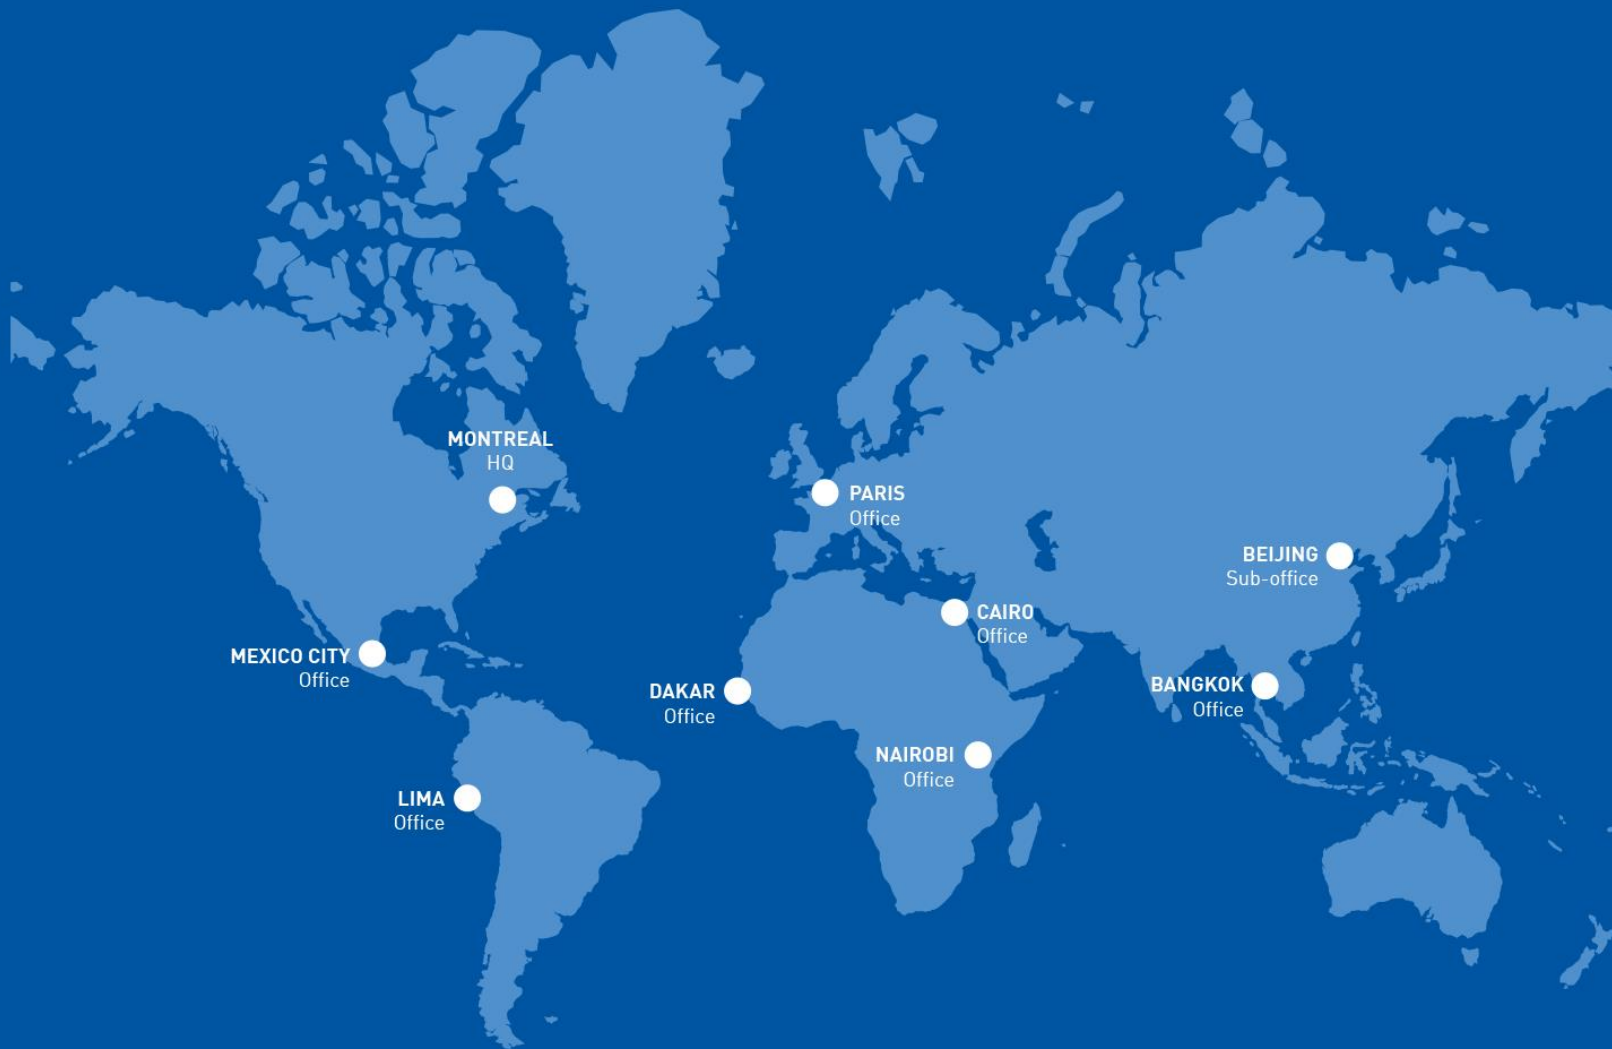 MONTREAL
HQ
PARIS
Office
BEIJING
Sub-office
CAIRO
Office
MEXICO CITY
Office
DAKAR
Office
BANGKOK
Office
NAIROBI
Office
LIMA
Office